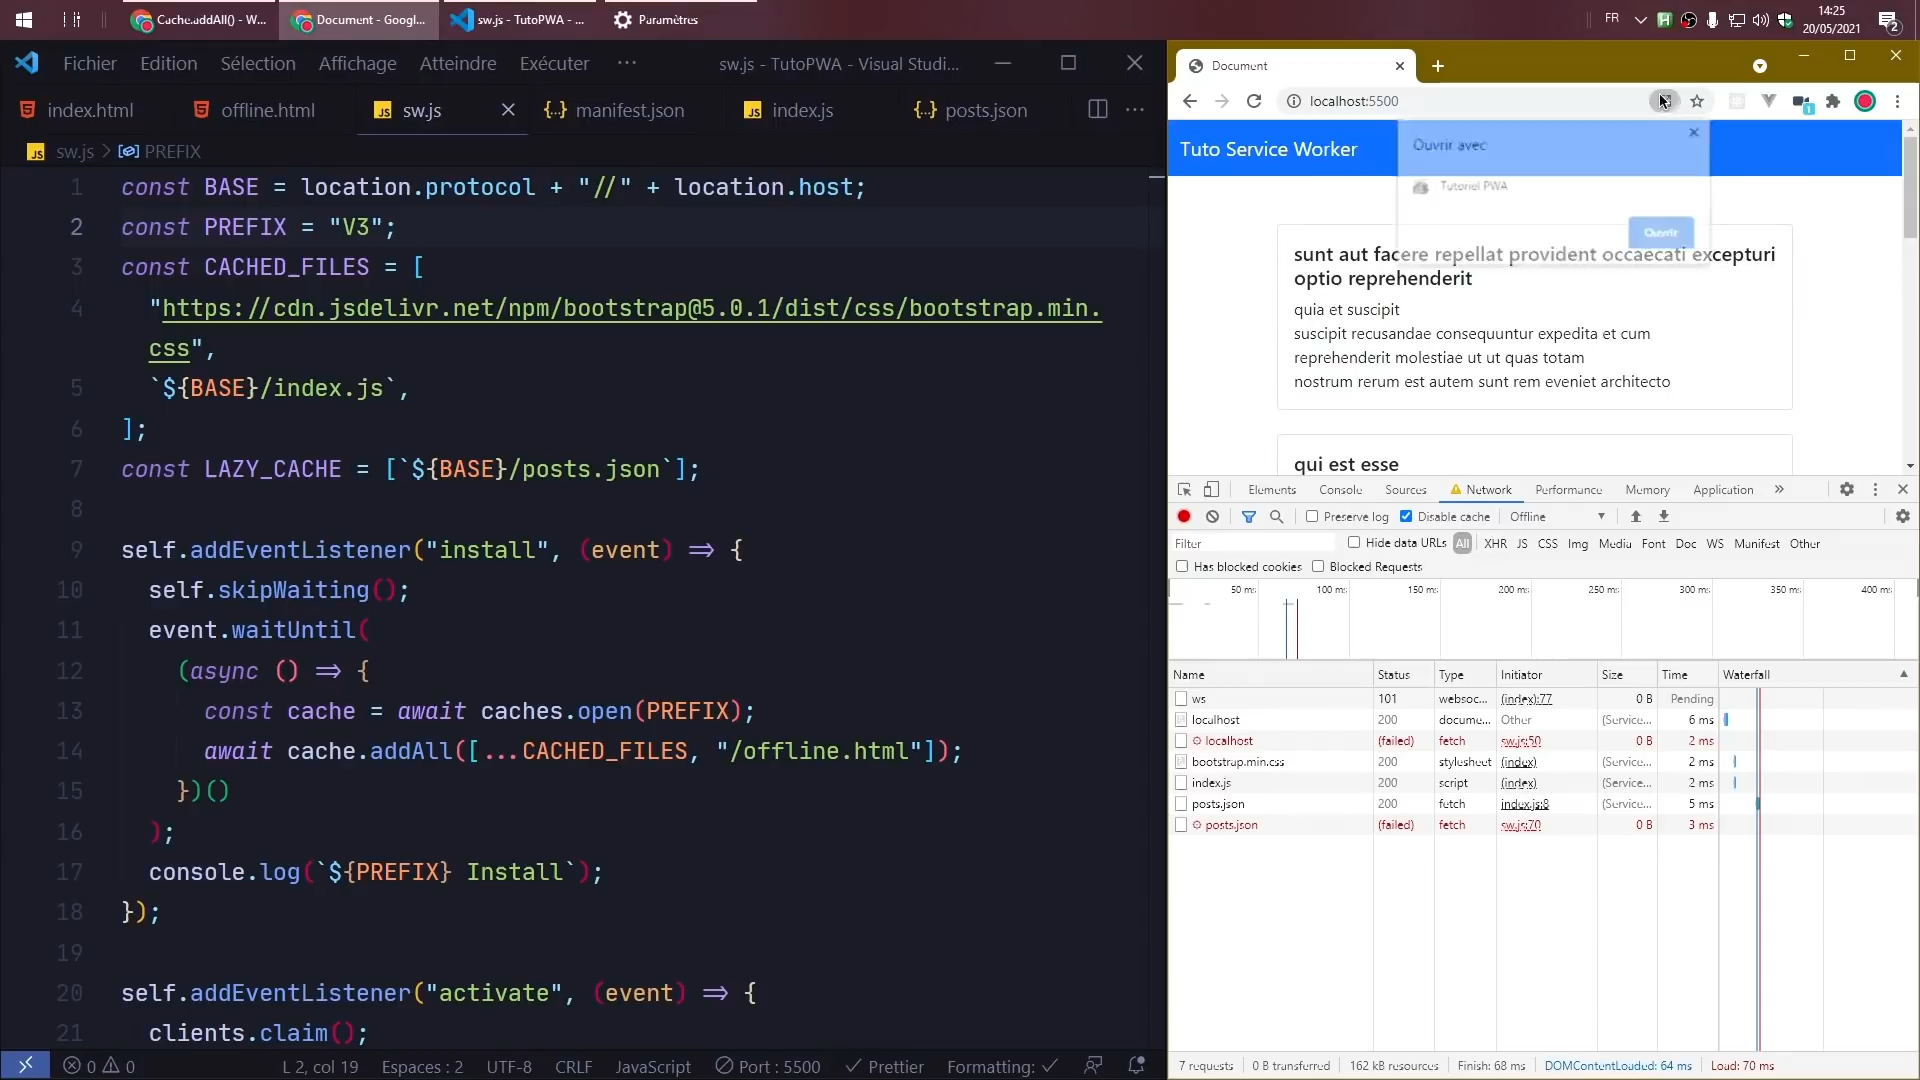 Cache.addAll() - W...
Document - Googl...
sw.js - TutoPWA - ...
Paramètres
FR
14:25
20/05/2021
2
Fichier
Edition
Sélection
Affichage
Atteindre
Exécuter
sw.js - TutoPWA - Visual Studi...
index.html
offline.html
JS sw.js
{} manifest.json
JS index.js
{} posts.json
JS sw.js > PREFIX
1 const BASE = location.protocol + "//" + location.host;
2 const PREFIX = "V3";
3 const CACHED_FILES = [
4 "https://cdn.jsdelivr.net/npm/bootstrap@5.0.1/dist/css/bootstrap.min.
css",
5 `${BASE}/index.js`,
6 ];
7 const LAZY_CACHE = [`${BASE}/posts.json`];
8
9 self.addEventListener("install", (event) => {
10 self.skipWaiting();
11 event.waitUntil(
12 (async () => {
13 const cache = await caches.open(PREFIX);
14 await cache.addAll([...CACHED_FILES, "/offline.html"]);
15 })()
16 );
17 console.log(`${PREFIX} Install`);
18 });
19
20 self.addEventListener("activate", (event) => {
21 clients.claim();
0 0
L 2, col 19
Espaces : 2
UTF-8
CRLF
JavaScript
Port : 5500
Prettier
Formatting:
Document
localhost:5500
1
Tuto Service Worker
Ouvrir avec
Tutoriel PWA
Ouvrir
sunt aut facere repellat provident occaecati excepturi
optio reprehenderit
quia et suscipit
suscipit recusandae consequuntur expedita et cum
reprehenderit molestiae ut ut quas totam
nostrum rerum est autem sunt rem eveniet architecto
qui est esse
Elements
Console
Sources
Network
Performance
Memory
Application
Preserve log
Disable cache
Offline
Filter
Hide data URLs
All
XHR
JS
CSS
Img
Media
Font
Doc
WS
Manifest
Other
Has blocked cookies
Blocked Requests
50 ms
100 ms
150 ms
200 ms
250 ms
300 ms
350 ms
400 ms
Name Status Type Initiator Size Time Waterfall
ws 101 websoc... (index):77 0 B Pending
localhost 200 docume... Other (Service... 6 ms
localhost (failed) fetch sw.js:50 0 B 2 ms
bootstrap.min.css 200 stylesheet (index) (Service... 2 ms
index.js 200 script (index) (Service... 2 ms
posts.json 200 fetch index.js:8 (Service... 5 ms
posts.json (failed) fetch sw.js:70 0 B 3 ms
7 requests
0 B transferred
162 kB resources
Finish: 68 ms
DOMContentLoaded: 64 ms
Load: 70 ms